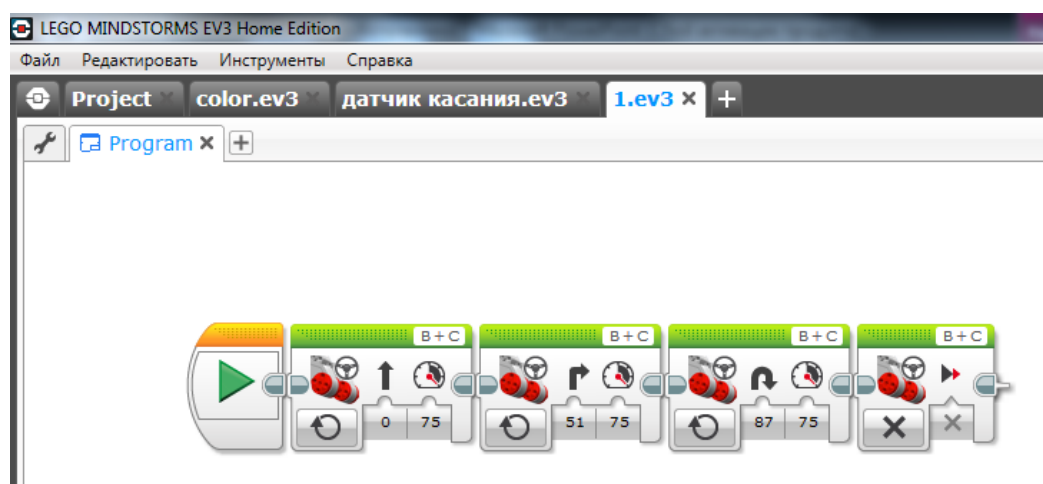 LEGO MINDSTORMS EV3 Home Edition
Файл Редактировать Инструменты Справка
Project color.ev3 датчик касания.ev3 1.ev3
Program
B+C B+C B+C B+C
0 75 51 75 87 75